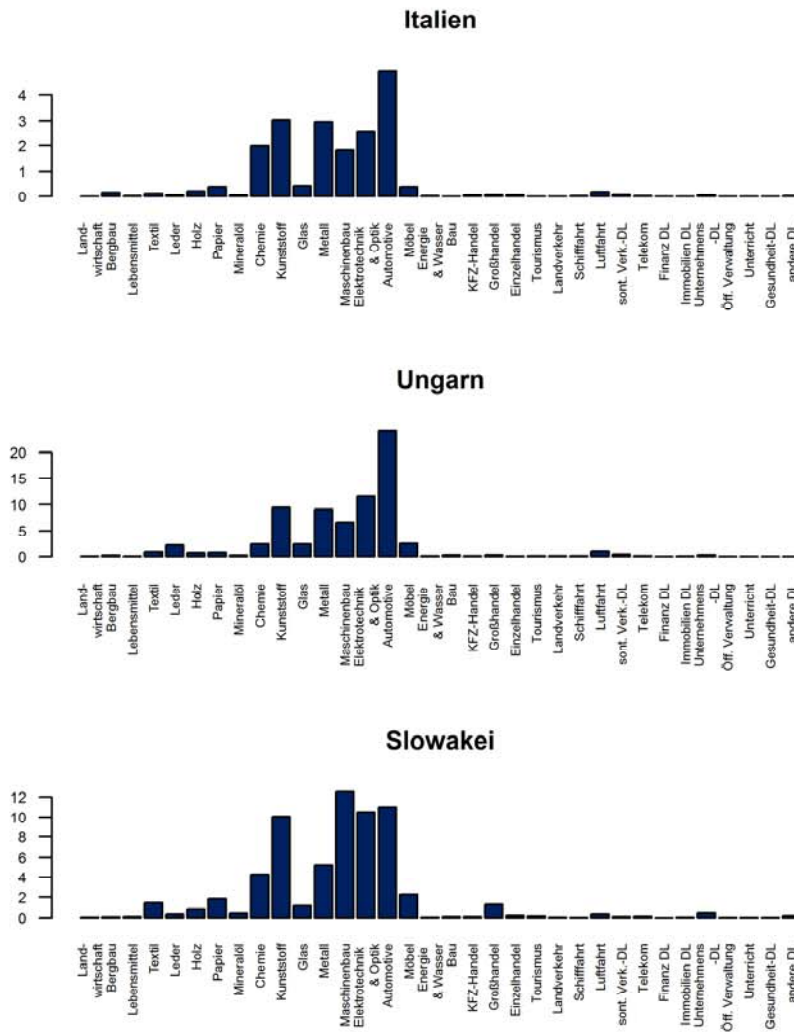 Italien
4
3
2
1
0
Land-
wirtschaft
Bergbau
Lebensmittel
Textil
Leder
Holz
Papier
Mineralöl
Chemie
Kunststoff
Glas
Metall
Maschinenbau
Elektrotechnik
& Optik
Automotive
Möbel
Energie
& Wasser
Bau
KFZ-Handel
Großhandel
Einzelhandel
Tourismus
Landverkehr
Schifffahrt
Luftfahrt
sont. Verk.-DL
Telekom
Finanz DL
Immobilien DL
Unternehmens
-DL
Öff. Verwaltung
Unterricht
Gesundheit-DL
andere DL
Ungarn
20
15
10
5
0
Land-
wirtschaft
Bergbau
Lebensmittel
Textil
Leder
Holz
Papier
Mineralöl
Chemie
Kunststoff
Glas
Metall
Maschinenbau
Elektrotechnik
& Optik
Automotive
Möbel
Energie
& Wasser
Bau
KFZ-Handel
Großhandel
Einzelhandel
Tourismus
Landverkehr
Schifffahrt
Luftfahrt
sont. Verk.-DL
Telekom
Finanz DL
Immobilien DL
Unternehmens
-DL
Öff. Verwaltung
Unterricht
Gesundheit-DL
andere DL
Slowakei
12
10
8
6
4
2
0
Land-
wirtschaft
Bergbau
Lebensmittel
Textil
Leder
Holz
Papier
Mineralöl
Chemie
Kunststoff
Glas
Metall
Maschinenbau
Elektrotechnik
& Optik
Automotive
Möbel
Energie
& Wasser
Bau
KFZ-Handel
Großhandel
Einzelhandel
Tourismus
Landverkehr
Schifffahrt
Luftfahrt
sont. Verk.-DL
Telekom
Finanz DL
Immobilien DL
Unternehmens
-DL
Öff. Verwaltung
Unterricht
Gesundheit-DL
andere DL